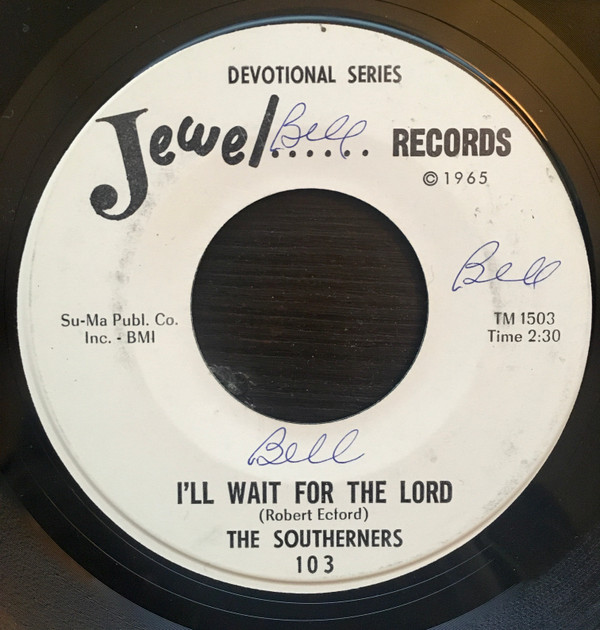 DEVOTIONAL SERIES
Jewel...... RECORDS
Bell
© 1965
Bell
Su-Ma Publ. Co.
Inc. - BMI
TM 1503
Time 2:30
Bell
I'LL WAIT FOR THE LORD
(Robert Ecford)
THE SOUTHERNERS
103